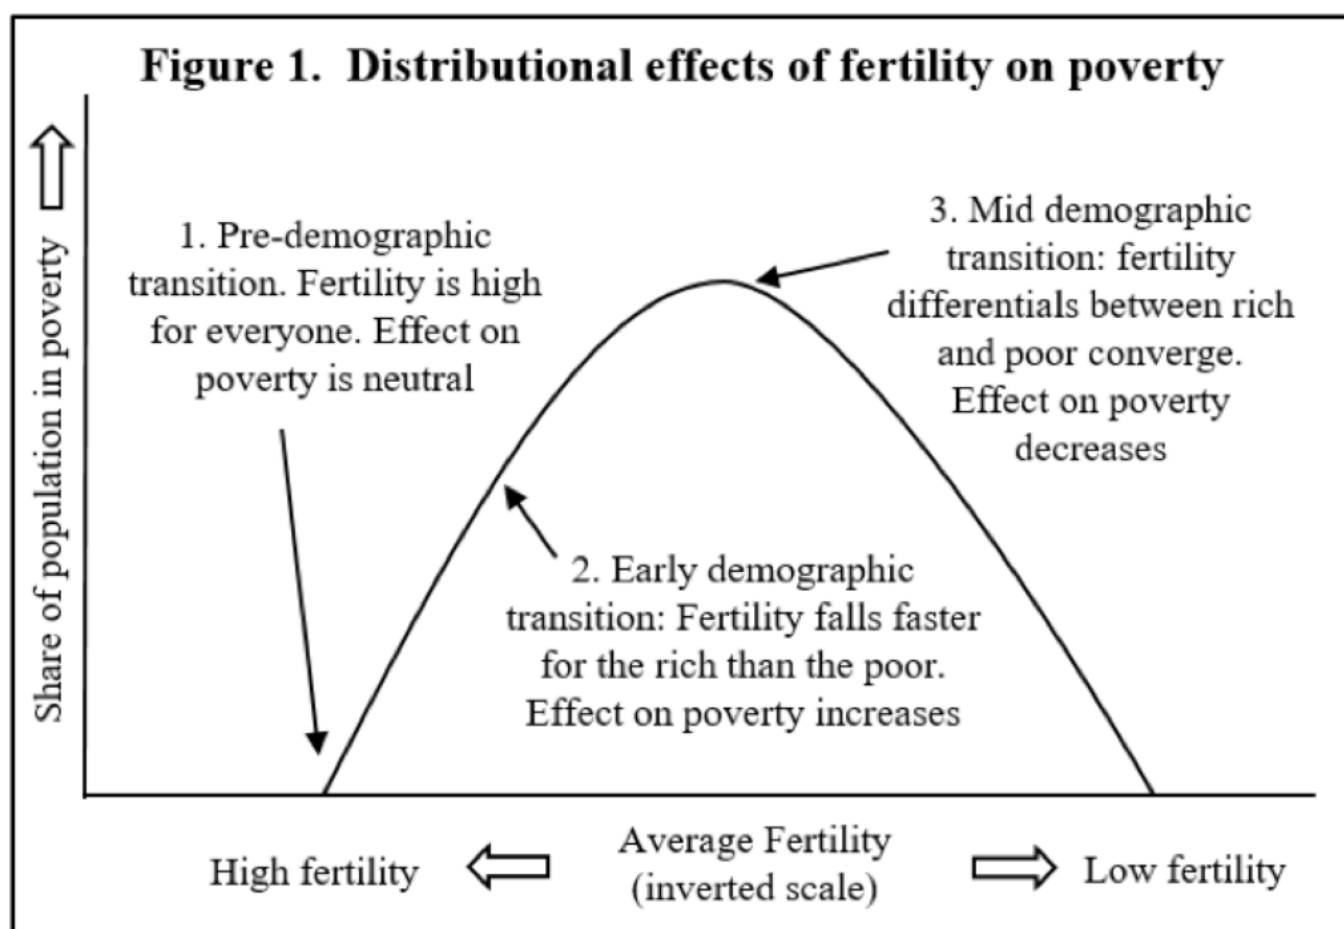 Figure 1.  Distributional effects of fertility on poverty
Share of population in poverty
1. Pre-demographic
transition. Fertility is high
for everyone. Effect on
poverty is neutral
3. Mid demographic
transition: fertility
differentials between rich
and poor converge.
Effect on poverty
decreases
2. Early demographic
transition: Fertility falls faster
for the rich than the poor.
Effect on poverty increases
High fertility
Average Fertility
(inverted scale)
Low fertility